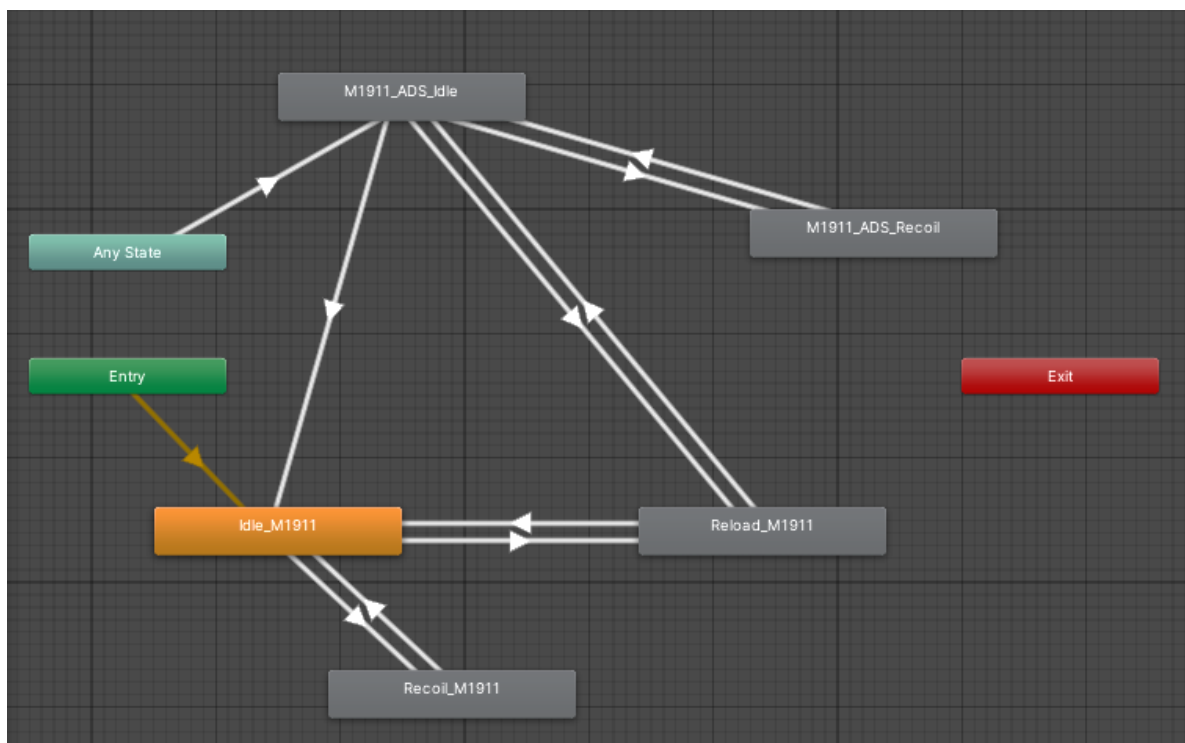 M1911_ADS_Idle
M1911_ADS_Recoil
Any State
Entry
Exit
Idle_M1911
Reload_M1911
Recoil_M1911